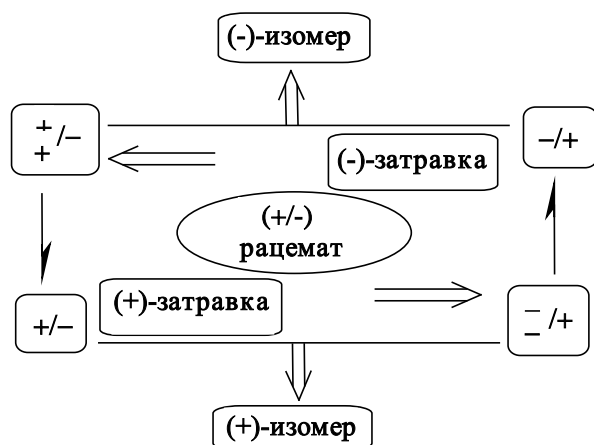 (-)-изомер
+
+ /–
–/+
(-)-затравка
(+/-)
рацемат
(+)-затравка
+/–
–
– /+
(+)-изомер